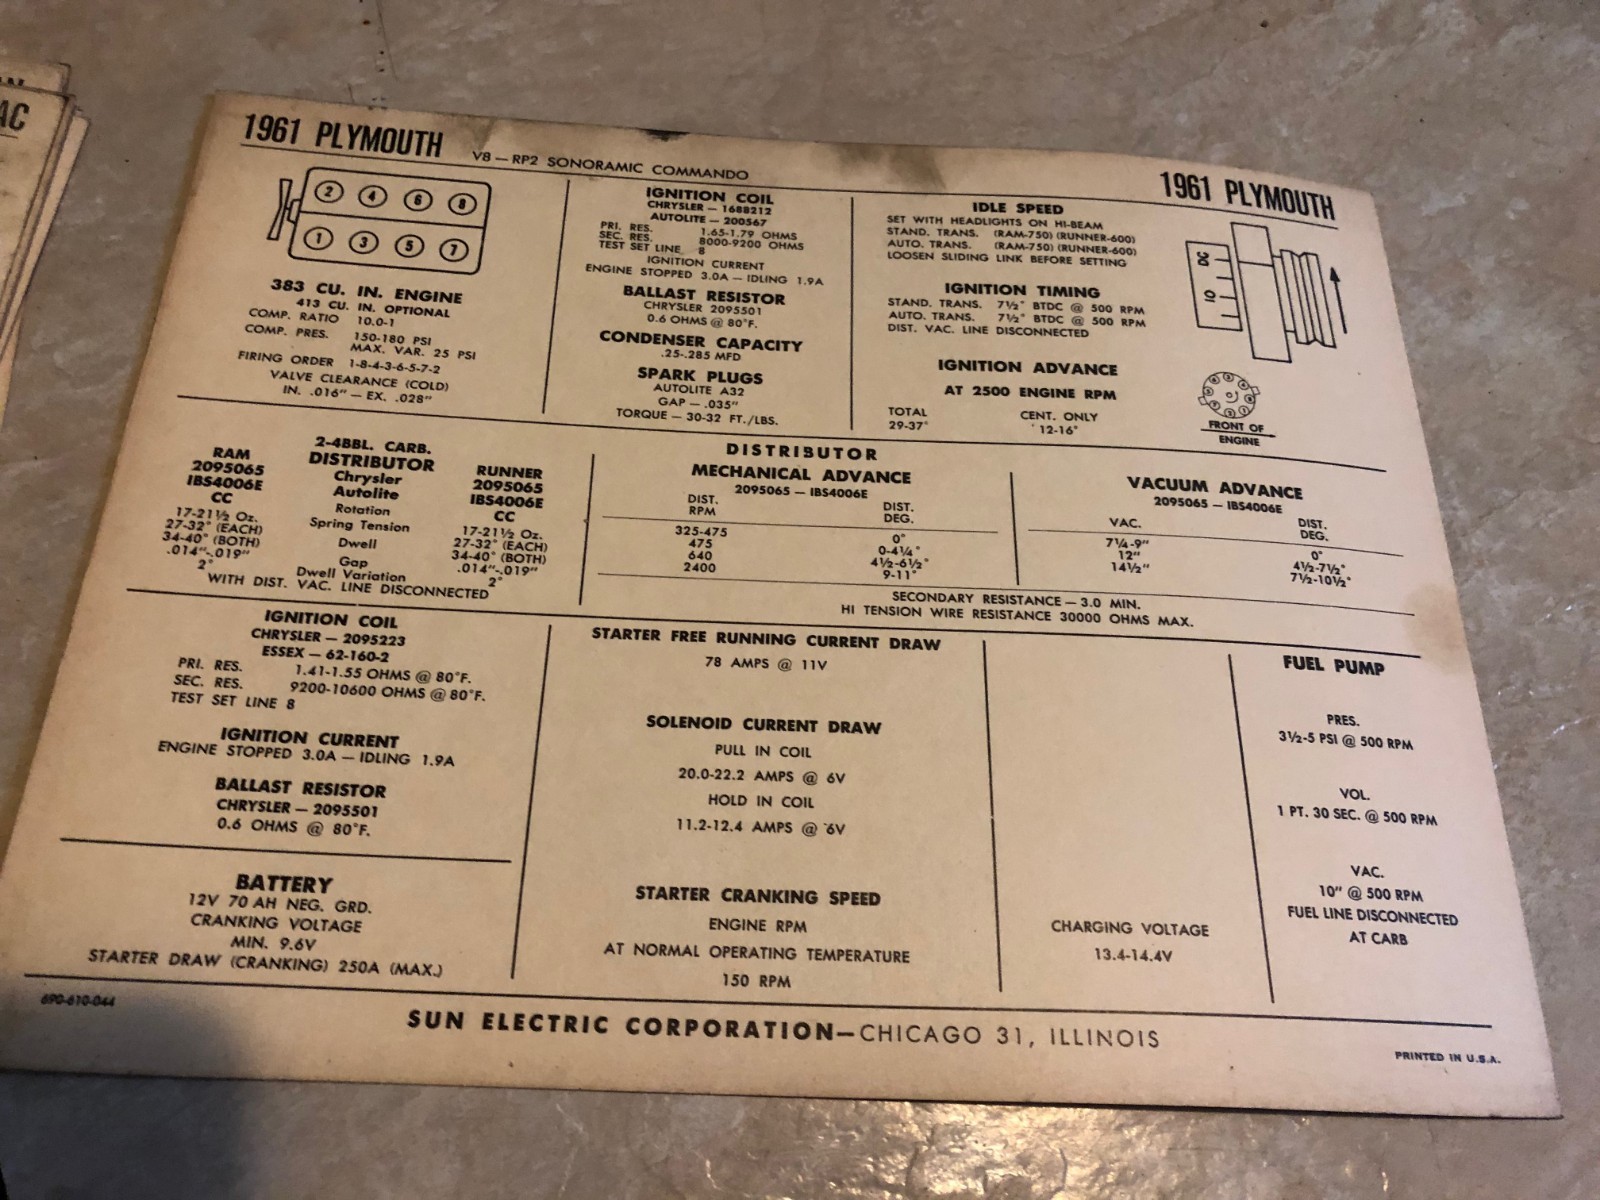 AC
1961 PLYMOUTH
V8 — RP2 SONORAMIC COMMANDO
1961 PLYMOUTH
2 4 6 8
1 3 5 7
383 CU. IN. ENGINE
413 CU. IN. OPTIONAL
COMP. RATIO 10.0-1
COMP. PRES. 150-180 PSI
MAX. VAR. 25 PSI
FIRING ORDER 1-8-4-3-6-5-7-2
VALVE CLEARANCE (COLD)
IN. .016" — EX. .028"
IGNITION COIL
CHRYSLER — 1688212
AUTOLITE — 200567
PRI. RES. 1.65-1.79 OHMS
SEC. RES. 8000-9200 OHMS
TEST SET LINE 8
IGNITION CURRENT
ENGINE STOPPED 3.0A — IDLING 1.9A
BALLAST RESISTOR
CHRYSLER 2095501
0.6 OHMS @ 80°F.
CONDENSER CAPACITY
.25-.285 MFD
SPARK PLUGS
AUTOLITE A32
GAP — .035"
TORQUE — 30-32 FT./LBS.
IDLE SPEED
SET WITH HEADLIGHTS ON HI-BEAM
STAND. TRANS. (RAM-750) (RUNNER-600)
AUTO. TRANS. (RAM-750) (RUNNER-600)
LOOSEN SLIDING LINK BEFORE SETTING
IGNITION TIMING
STAND. TRANS. 7½° BTDC @ 500 RPM
AUTO. TRANS. 7½° BTDC @ 500 RPM
DIST. VAC. LINE DISCONNECTED
IGNITION ADVANCE
AT 2500 ENGINE RPM
TOTAL CENT. ONLY
29-37° 12-16°
10
FRONT OF
ENGINE
2-4BBL. CARB.
RAM DISTRIBUTOR RUNNER
2095065 Chrysler 2095065
IBS4006E Autolite IBS4006E
CC Rotation CC
17-21½ Oz. Spring Tension 17-21½ Oz.
27-32° (EACH) Dwell 27-32° (EACH)
34-40° (BOTH) 34-40° (BOTH)
.014"-.019" Gap .014"-.019"
2° Dwell Variation 2°
WITH DIST. VAC. LINE DISCONNECTED
DISTRIBUTOR
MECHANICAL ADVANCE
2095065 — IBS4006E
DIST. DIST.
RPM DEG.
325-475 0°
475 0-4¼°
640 4½-6½°
2400 9-11°
VACUUM ADVANCE
2095065 — IBS4006E
VAC. DIST.
DEG.
7¼-9" 0°
12" 4½-7½°
14½" 7½-10½°
SECONDARY RESISTANCE — 3.0 MIN.
HI TENSION WIRE RESISTANCE 30000 OHMS MAX.
IGNITION COIL
CHRYSLER — 2095223
ESSEX — 62-160-2
PRI. RES. 1.41-1.55 OHMS @ 80°F.
SEC. RES. 9200-10600 OHMS @ 80°F.
TEST SET LINE 8
IGNITION CURRENT
ENGINE STOPPED 3.0A — IDLING 1.9A
BALLAST RESISTOR
CHRYSLER — 2095501
0.6 OHMS @ 80°F.
BATTERY
12V 70 AH NEG. GRD.
CRANKING VOLTAGE
MIN. 9.6V
STARTER DRAW (CRANKING) 250A (MAX.)
STARTER FREE RUNNING CURRENT DRAW
78 AMPS @ 11V
SOLENOID CURRENT DRAW
PULL IN COIL
20.0-22.2 AMPS @ 6V
HOLD IN COIL
11.2-12.4 AMPS @ 6V
STARTER CRANKING SPEED
ENGINE RPM
AT NORMAL OPERATING TEMPERATURE
150 RPM
CHARGING VOLTAGE
13.4-14.4V
FUEL PUMP
PRES.
3½-5 PSI @ 500 RPM
VOL.
1 PT. 30 SEC. @ 500 RPM
VAC.
10" @ 500 RPM
FUEL LINE DISCONNECTED
AT CARB
690-610-044
SUN ELECTRIC CORPORATION—CHICAGO 31, ILLINOIS
PRINTED IN U.S.A.